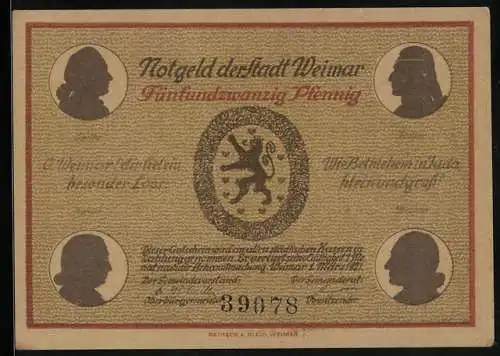 Notgeld der Stadt Weimar
Fünfundzwanzig Pfennig
O Weimar! dir fiel ein
besonder Los:
Wie Bethlehem in Juda
klein und groß!
Dieser Gutschein wird an allen städtischen Kassen in
Zahlung genommen. Er verliert seine Gültigkeit 1 Mo-
nat nach der Bekanntmachung. Weimar 1. März 1921
Der Gemeindevorstand:
Der Gemeinderat:
Oberbürgermeister
Vorsitzender
39078